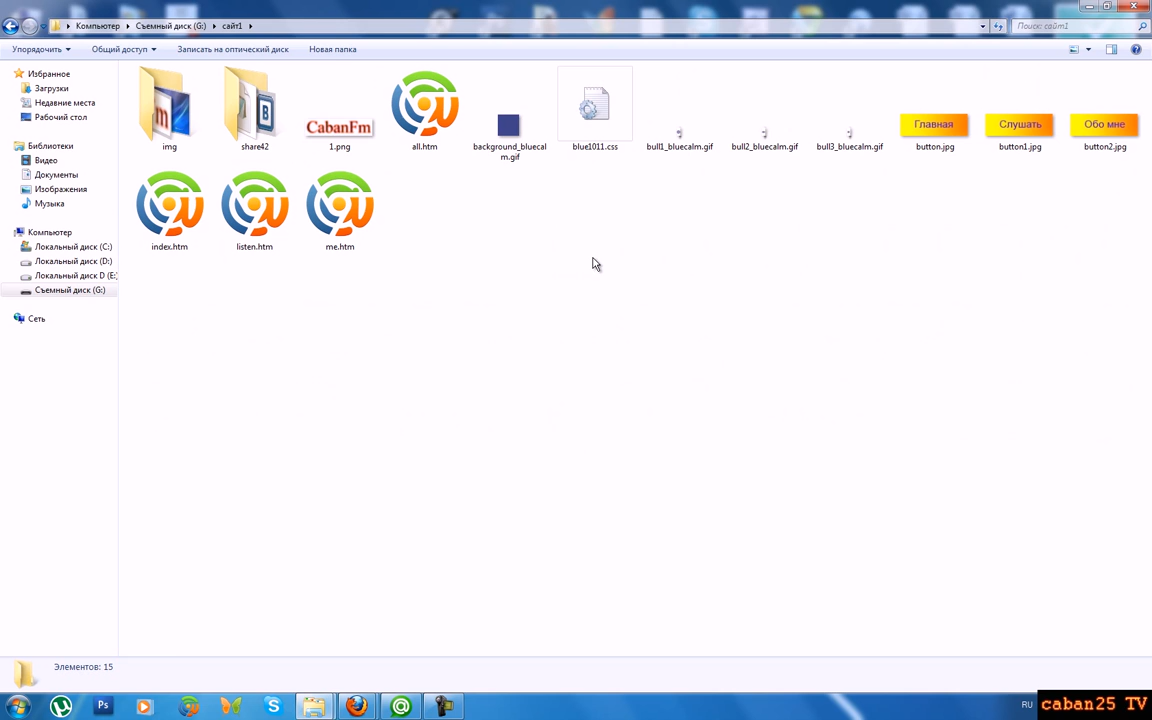 Компьютер ▸ Съемный диск (G:) ▸ сайт1 ▸
Поиск: сайт1
Упорядочить Общий доступ Записать на оптический диск Новая папка
Избранное
Загрузки
Недавние места
Рабочий стол
Библиотеки
Видео
Документы
Изображения
Музыка
Компьютер
Локальный диск (C:)
Локальный диск (D:)
Локальный диск D (E:)
Съемный диск (G:)
Сеть
CabanFm
Главная
Слушать
Обо мне
img
share42
1.png
all.htm
background_bluecalm.gif
blue1011.css
bull1_bluecalm.gif
bull2_bluecalm.gif
bull3_bluecalm.gif
button.jpg
button1.jpg
button2.jpg
index.htm
listen.htm
me.htm
Элементов: 15
Ps
RU
caban25 TV